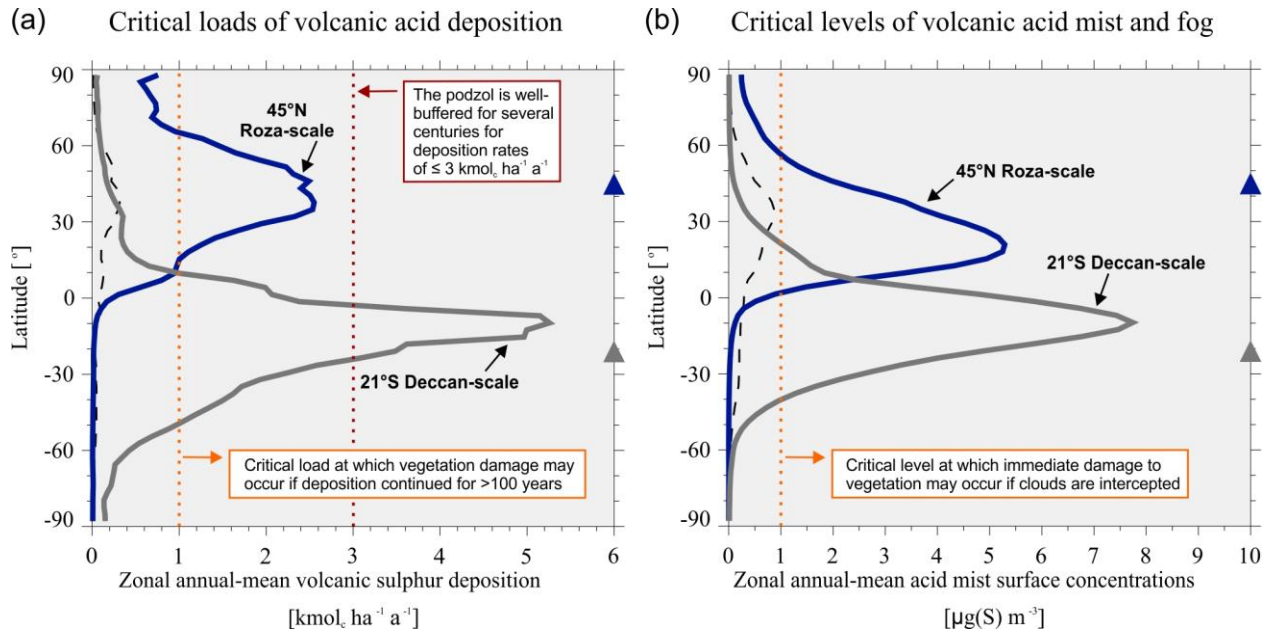 (a) Critical loads of volcanic acid deposition
90
60
30
0
-30
-60
-90
Latitude [ º]
45°N
Roza-scale
The podzol is well-
buffered for several
centuries for
deposition rates
of ≤ 3 kmol꜀ ha⁻¹ a⁻¹
21°S Deccan-scale
Critical load at which vegetation damage may
occur if deposition continued for >100 years
0 1 2 3 4 5 6
Zonal annual-mean volcanic sulphur deposition
[kmol꜀ ha⁻¹ a⁻¹]
(b) Critical levels of volcanic acid mist and fog
90
60
30
0
-30
-60
-90
Latitude [ º]
45°N Roza-scale
21°S Deccan-scale
Critical level at which immediate damage to
vegetation may occur if clouds are intercepted
0 1 2 3 4 5 6 7 8 9 10
Zonal annual-mean acid mist surface concentrations
[µg(S) m⁻³]